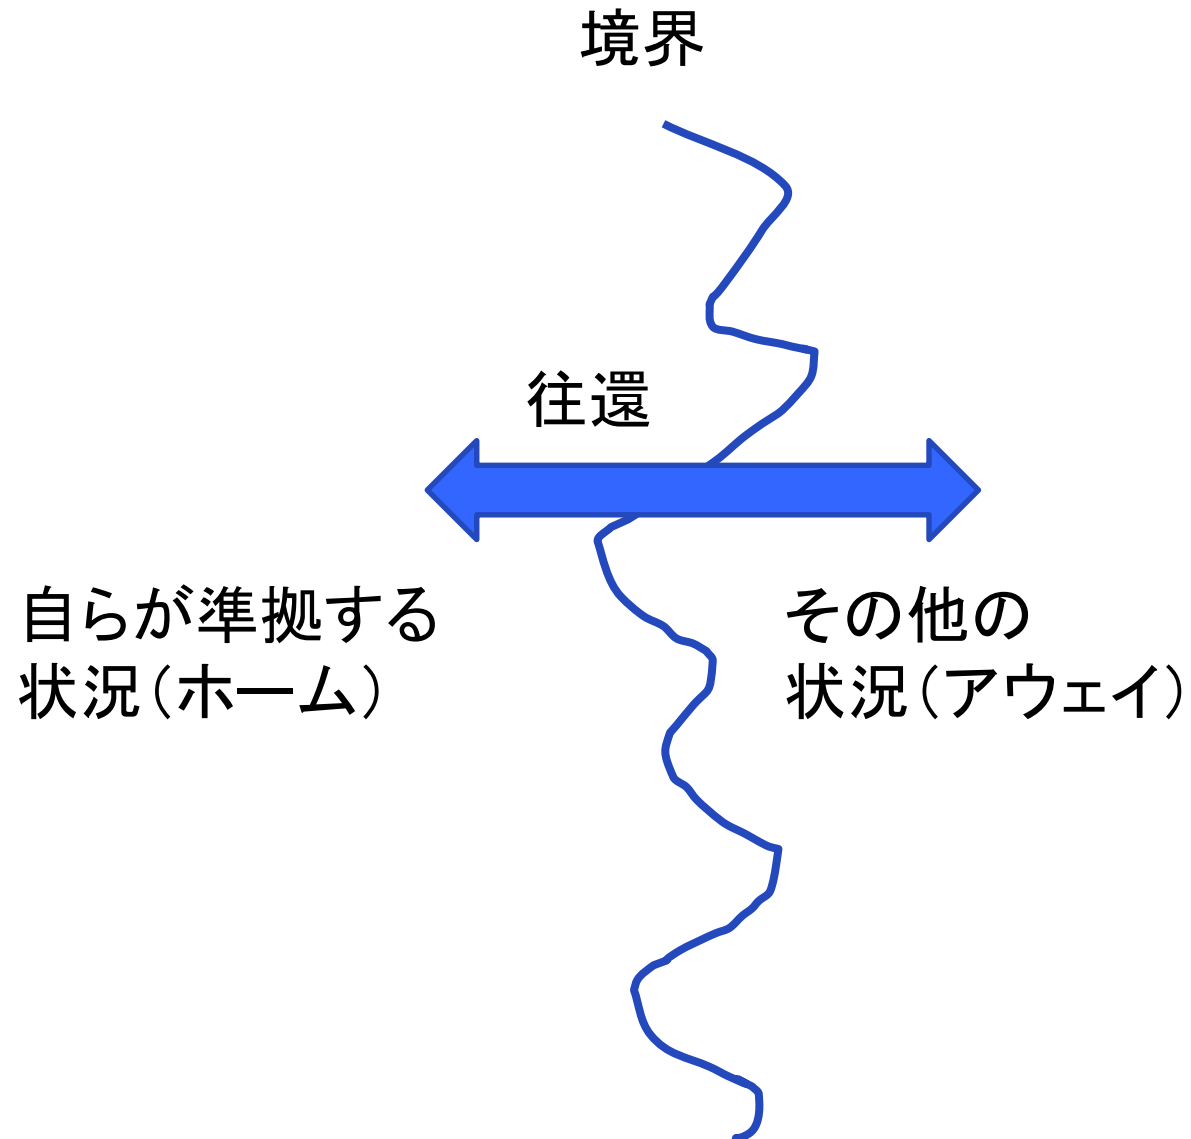 境界
往還
自らが準拠する
状況（ホーム）
その他の
状況（アウェイ）